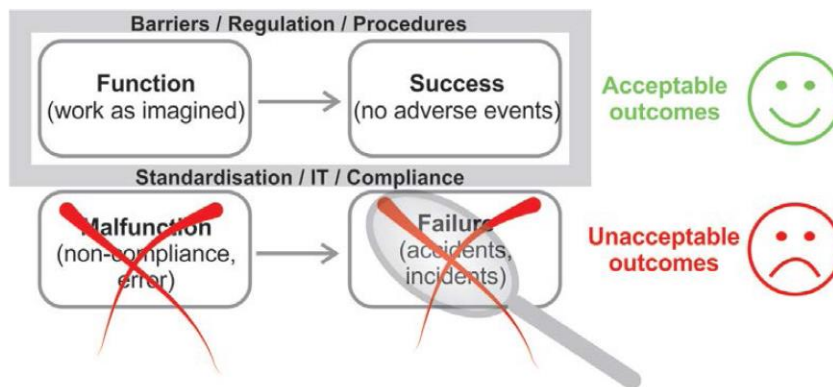 Barriers / Regulation / Procedures
Function
(work as imagined)
Success
(no adverse events)
Acceptable
outcomes
Standardisation / IT / Compliance
Malfunction
(non-compliance,
error)
Failure
(accidents,
incidents)
Unacceptable
outcomes